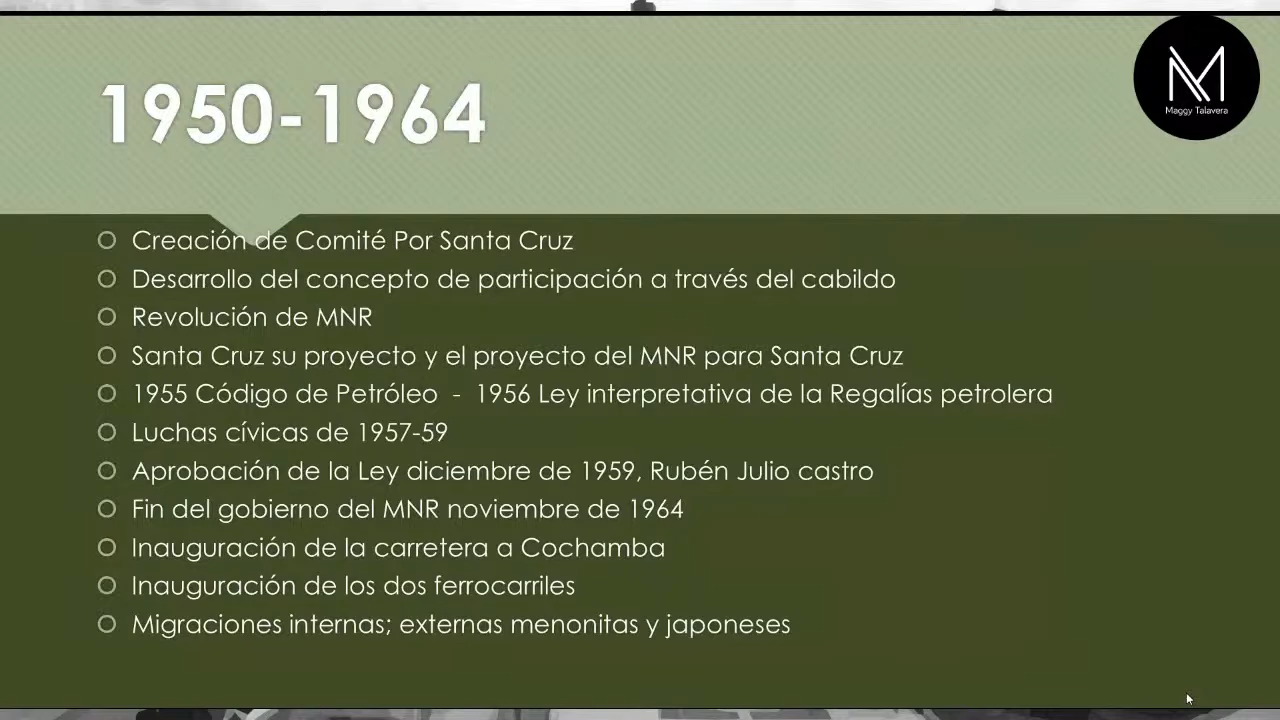 1950-1964
Maggy Talavera
Creación de Comité Por Santa Cruz
Desarrollo del concepto de participación a través del cabildo
Revolución de MNR
Santa Cruz su proyecto y el proyecto del MNR para Santa Cruz
1955 Código de Petróleo - 1956 Ley interpretativa de la Regalías petrolera
Luchas cívicas de 1957-59
Aprobación de la Ley diciembre de 1959, Rubén Julio castro
Fin del gobierno del MNR noviembre de 1964
Inauguración de la carretera a Cochamba
Inauguración de los dos ferrocarriles
Migraciones internas; externas menonitas y japoneses